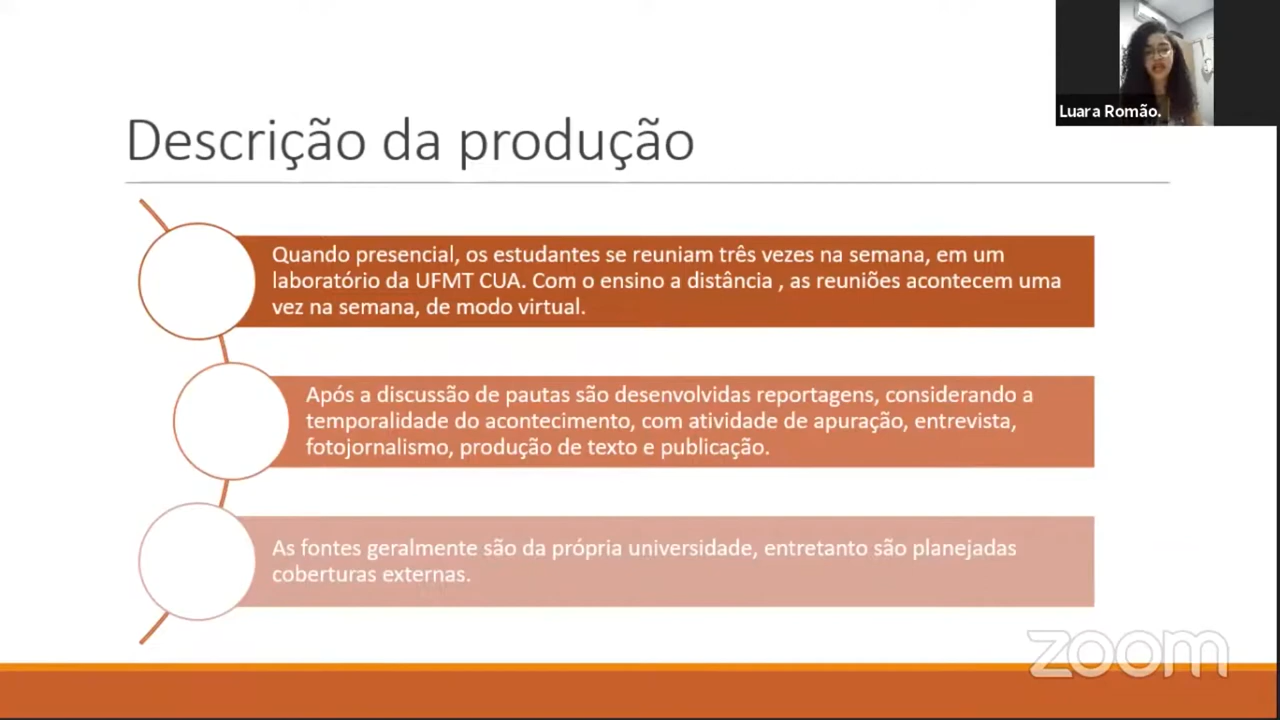 Luara Romão.
Descrição da produção
Quando presencial, os estudantes se reuniam três vezes na semana, em um
laboratório da UFMT CUA. Com o ensino a distância , as reuniões acontecem uma
vez na semana, de modo virtual.
Após a discussão de pautas são desenvolvidas reportagens, considerando a
temporalidade do acontecimento, com atividade de apuração, entrevista,
fotojornalismo, produção de texto e publicação.
As fontes geralmente são da própria universidade, entretanto são planejadas
coberturas externas.
zoom